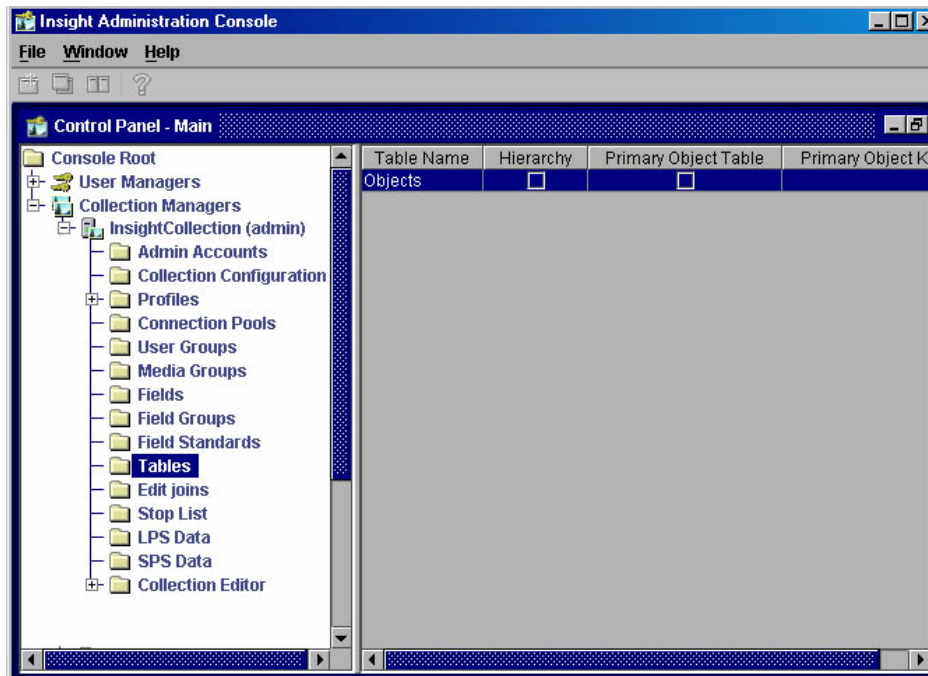 Insight Administration Console
File Window Help
Control Panel - Main
Console Root
User Managers
Collection Managers
InsightCollection (admin)
Admin Accounts
Collection Configuration
Profiles
Connection Pools
User Groups
Media Groups
Fields
Field Groups
Field Standards
Tables
Edit joins
Stop List
LPS Data
SPS Data
Collection Editor
Table Name Hierarchy Primary Object Table Primary Object K
Objects